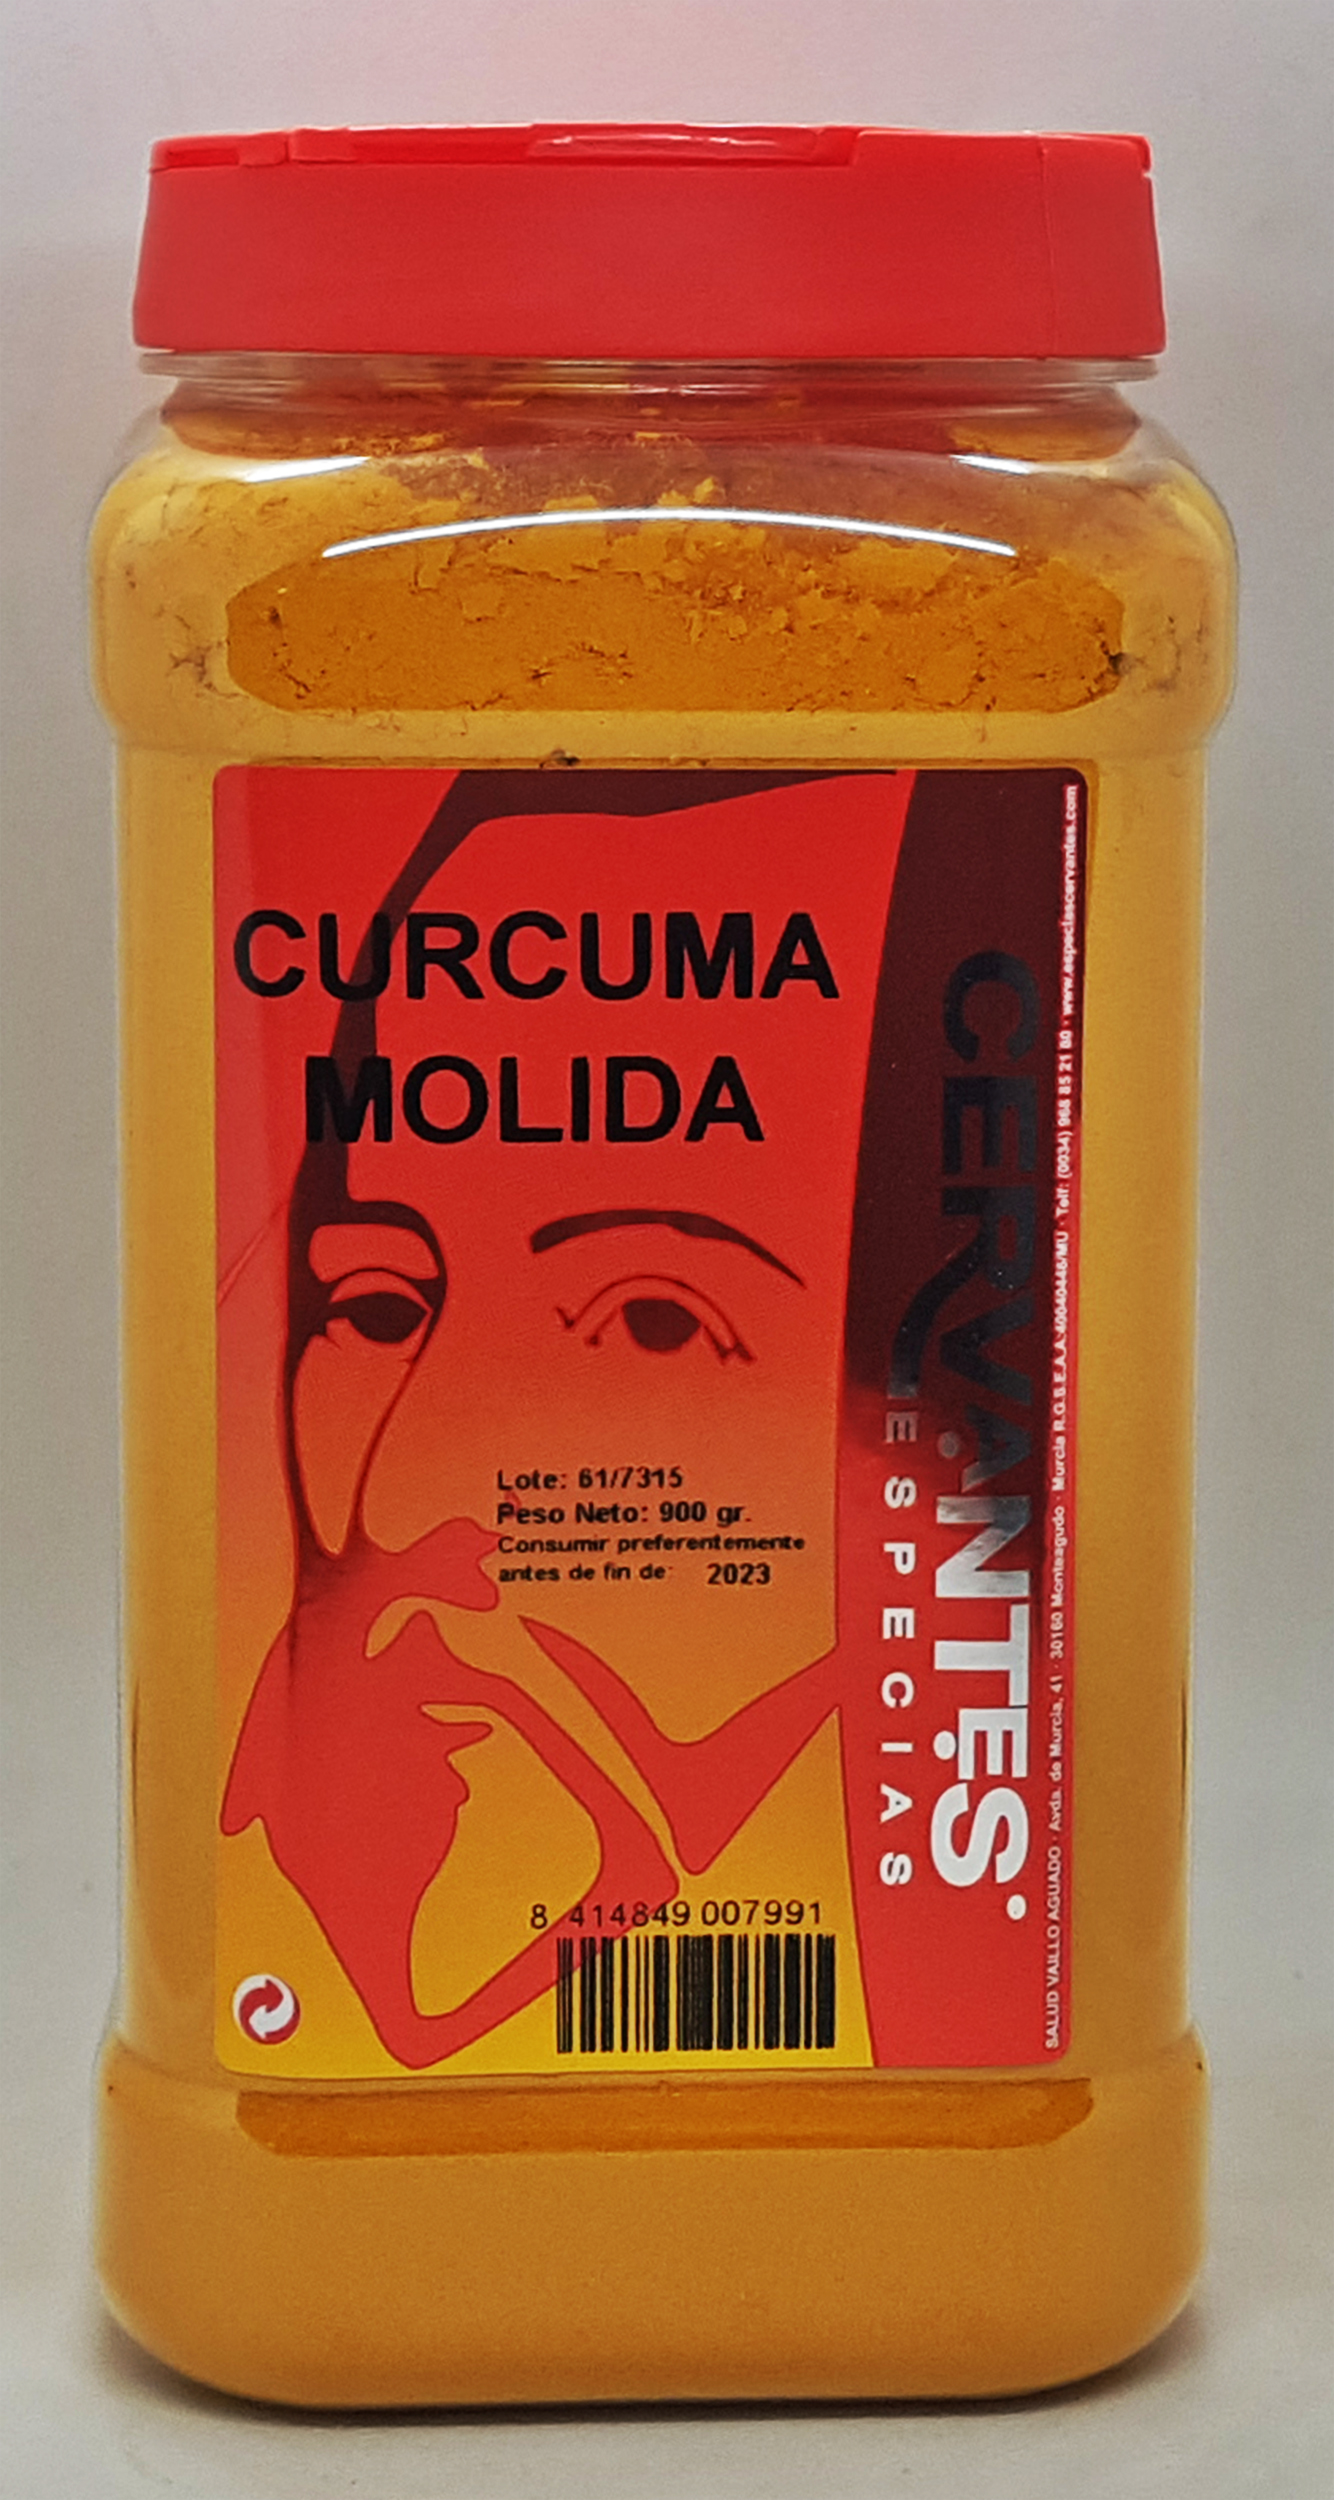 CURCUMA
MOLIDA
Lote: 61/7315
Peso Neto: 900 gr.
Consumir preferentemente
antes de fin de: 2023
8 414849 007991
ESPECIAS
CERVANTES
SALUD VAILLO AGUADO · Avda. de Murcia, 41 · 30160 Monteagudo · Murcia R.G.S.E.A.A. 40040446/MU · Telf: (0034) 968 85 21 80 · www.especiascervantes.com